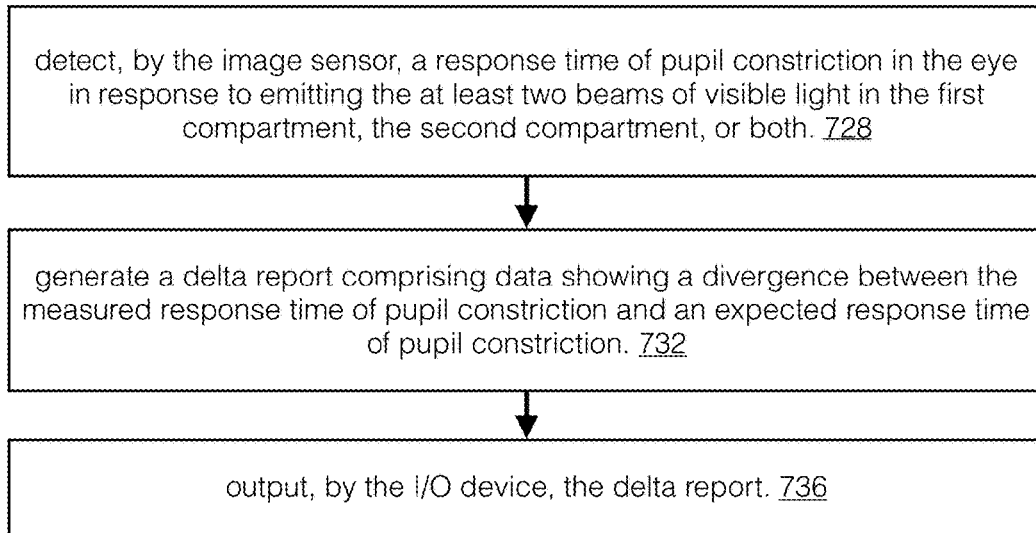 detect, by the image sensor, a response time of pupil constriction in the eye
in response to emitting the at least two beams of visible light in the first
compartment, the second compartment, or both. 728
generate a delta report comprising data showing a divergence between the
measured response time of pupil constriction and an expected response time
of pupil constriction. 732
output, by the I/O device, the delta report. 736